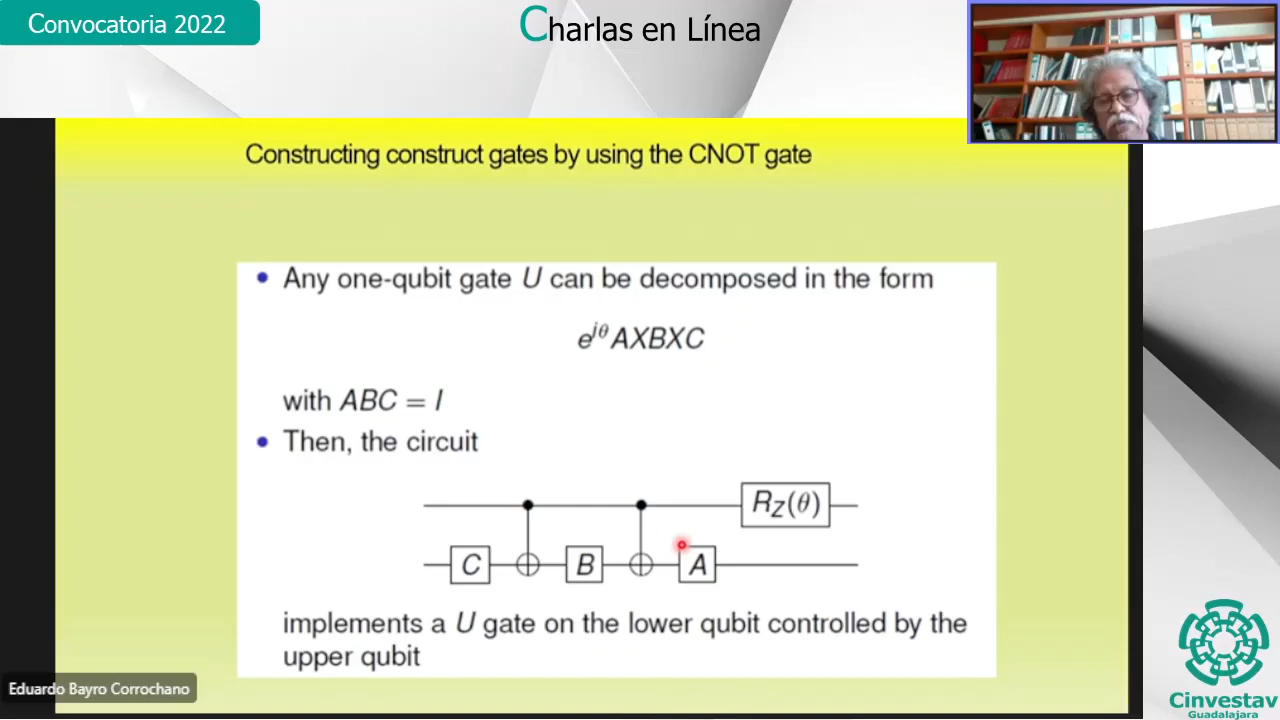 Convocatoria 2022
Charlas en Línea
Constructing construct gates by using the CNOT gate
• Any one-qubit gate U can be decomposed in the form
e^{jθ} AXBXC
with ABC = I
• Then, the circuit
R_Z(θ)
C B A
implements a U gate on the lower qubit controlled by the
upper qubit
Eduardo Bayro Corrochano
Cinvestav
Guadalajara